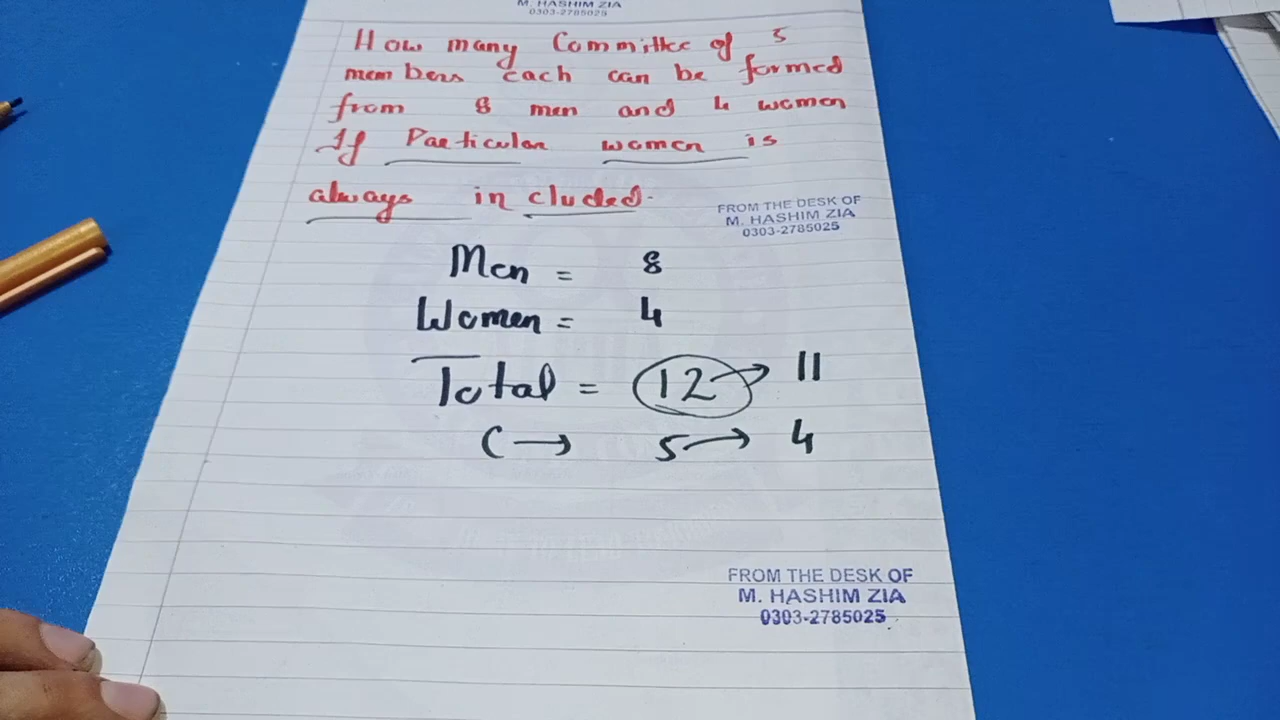 M. HASHIM ZIA
0303-2785025
How many Committee of 5
members each can be formed
from 8 men and 4 women
If Particular women is
always included.
FROM THE DESK OF
M. HASHIM ZIA
0303-2785025
Men = 8
Women = 4
Total = 12 → 11
C → 5 → 4
FROM THE DESK OF
M. HASHIM ZIA
0303-2785025